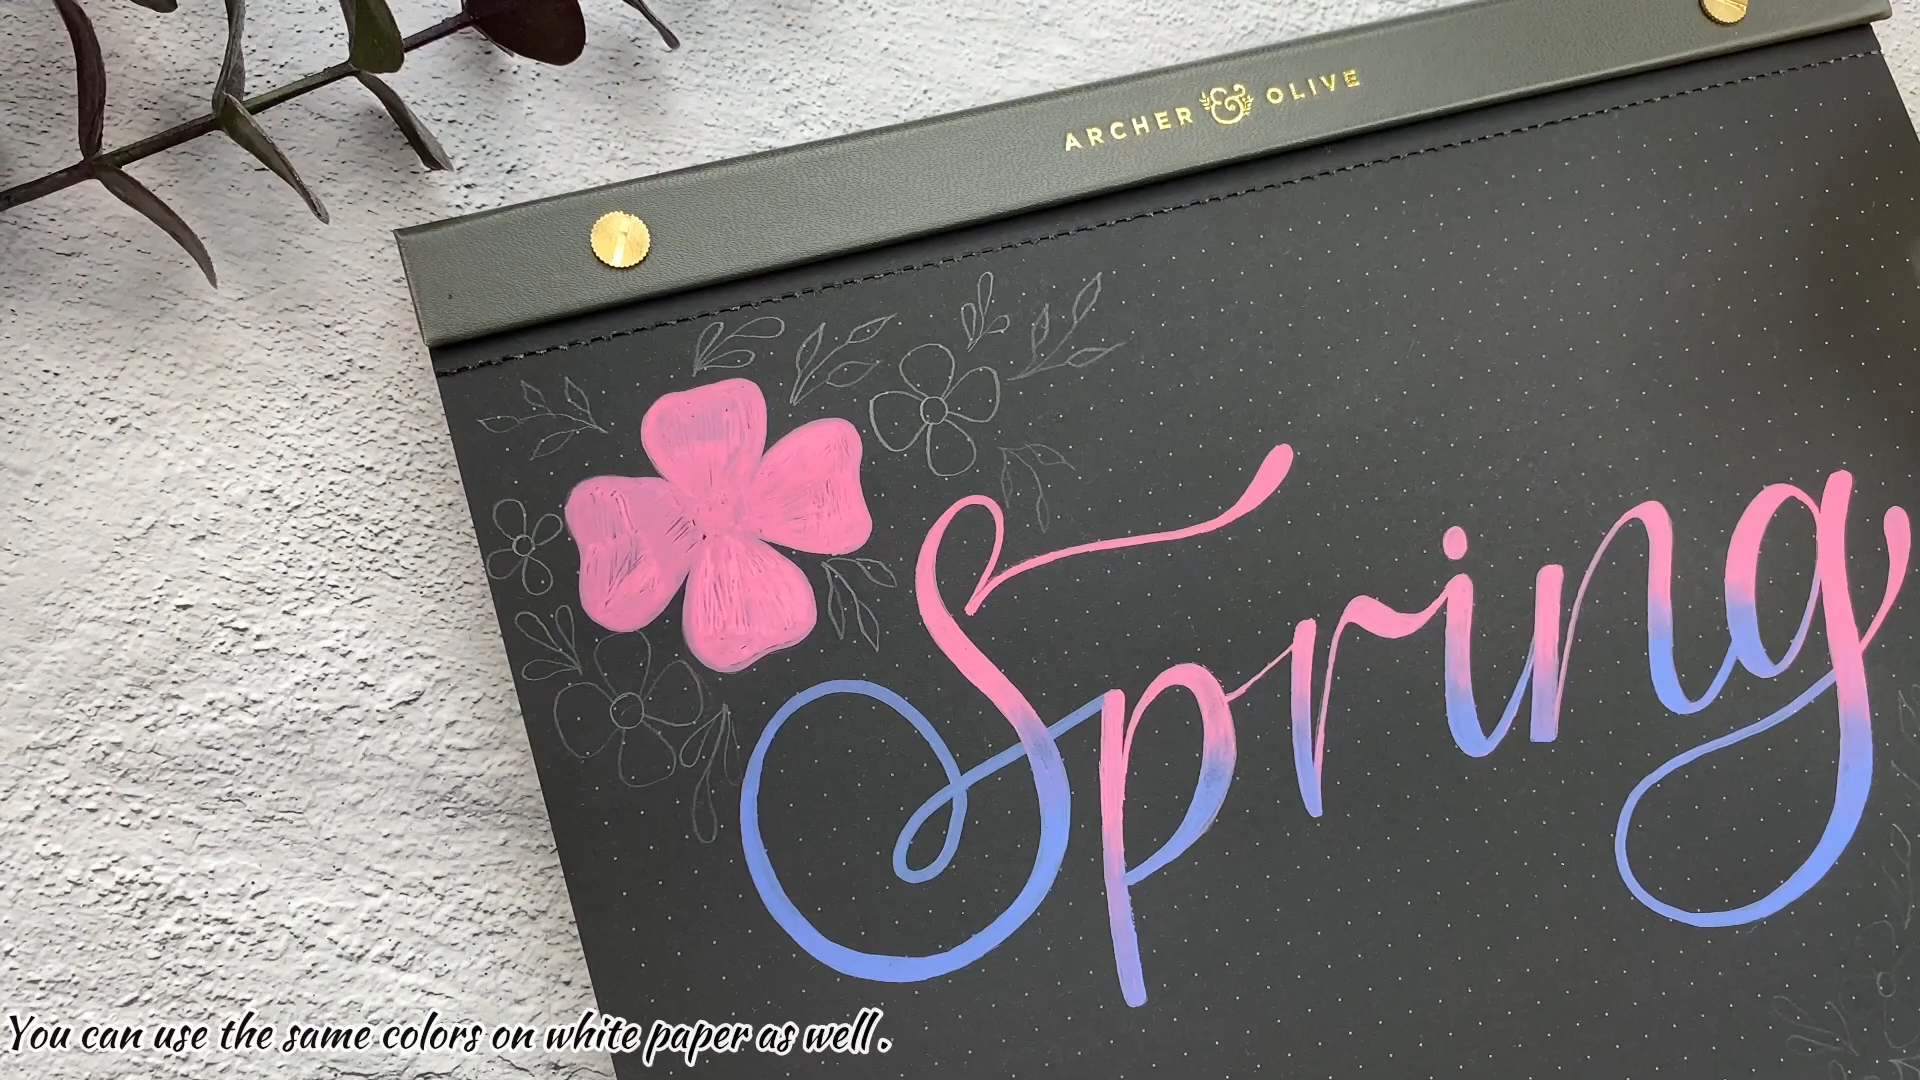 ARCHER & OLIVE
Spring
You can use the same colors on white paper as well.